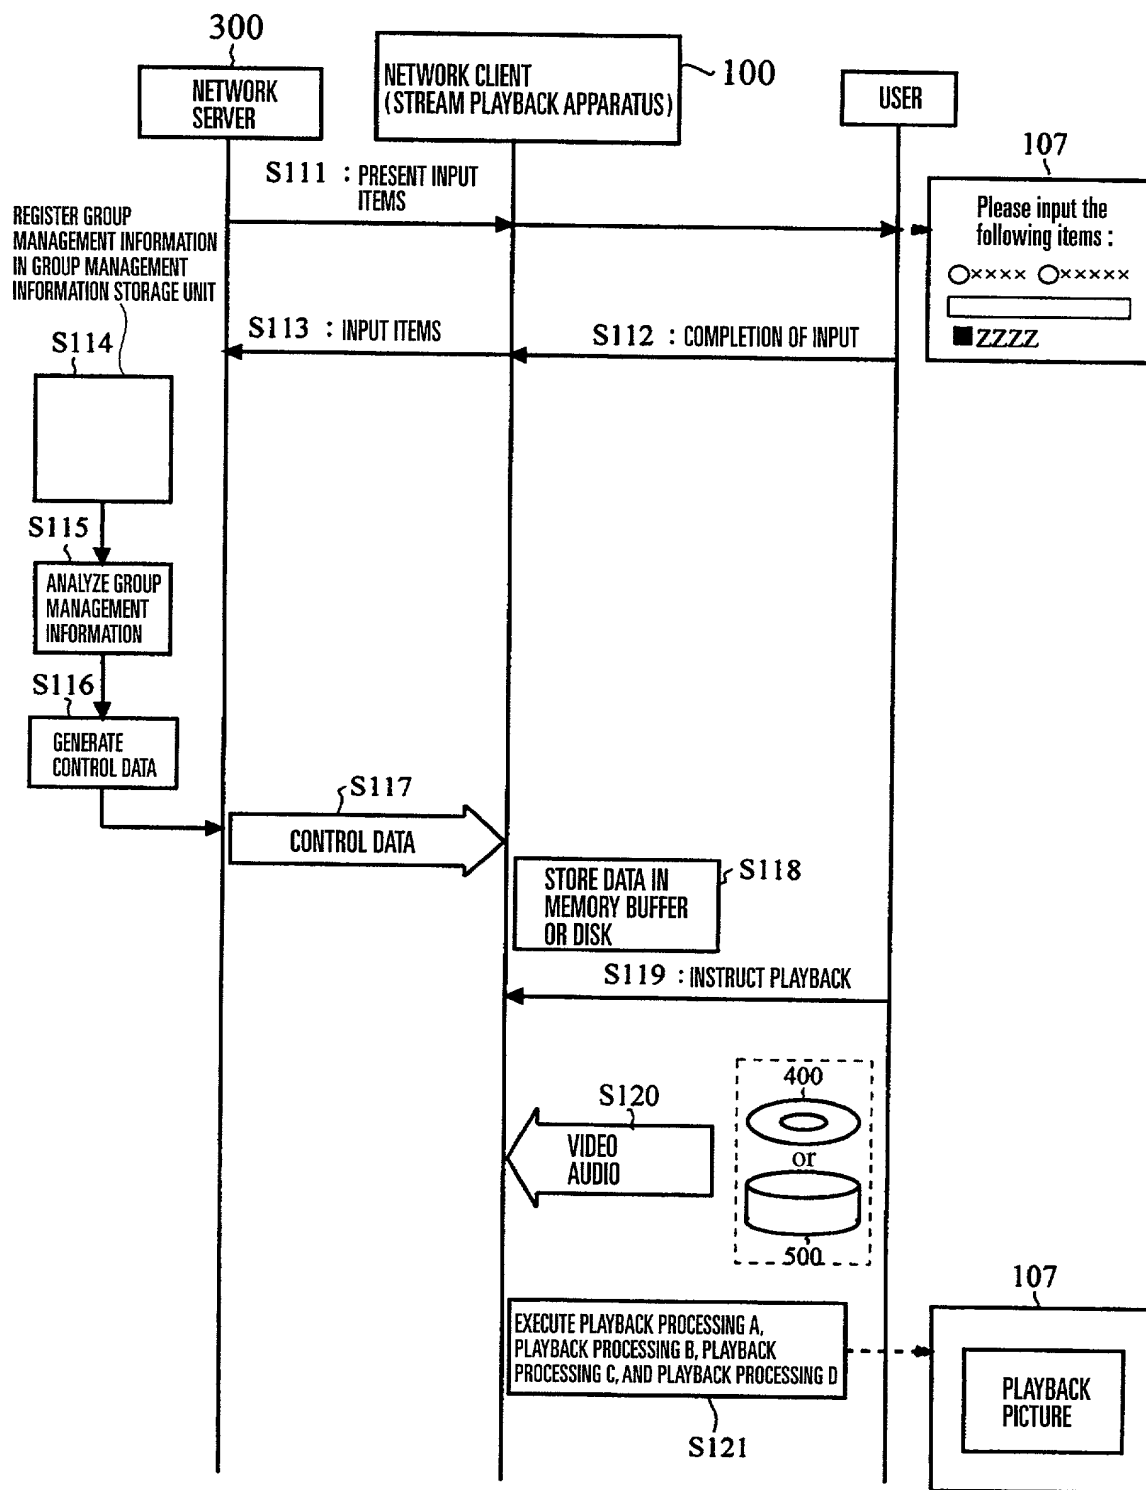 300
NETWORK
SERVER
NETWORK CLIENT
(STREAM PLAYBACK APPARATUS)
100
USER
S111 : PRESENT INPUT
ITEMS
107
Please input the
following items :
○×××× ○×××××
■ZZZZ
REGISTER GROUP
MANAGEMENT INFORMATION
IN GROUP MANAGEMENT
INFORMATION STORAGE UNIT
S113 : INPUT ITEMS
S112 : COMPLETION OF INPUT
S114
S115
ANALYZE GROUP
MANAGEMENT
INFORMATION
S116
GENERATE
CONTROL DATA
S117
CONTROL DATA
STORE DATA IN
MEMORY BUFFER
OR DISK
S118
S119 : INSTRUCT PLAYBACK
S120
VIDEO
AUDIO
400
or
500
EXECUTE PLAYBACK PROCESSING A,
PLAYBACK PROCESSING B, PLAYBACK
PROCESSING C, AND PLAYBACK PROCESSING D
S121
107
PLAYBACK
PICTURE